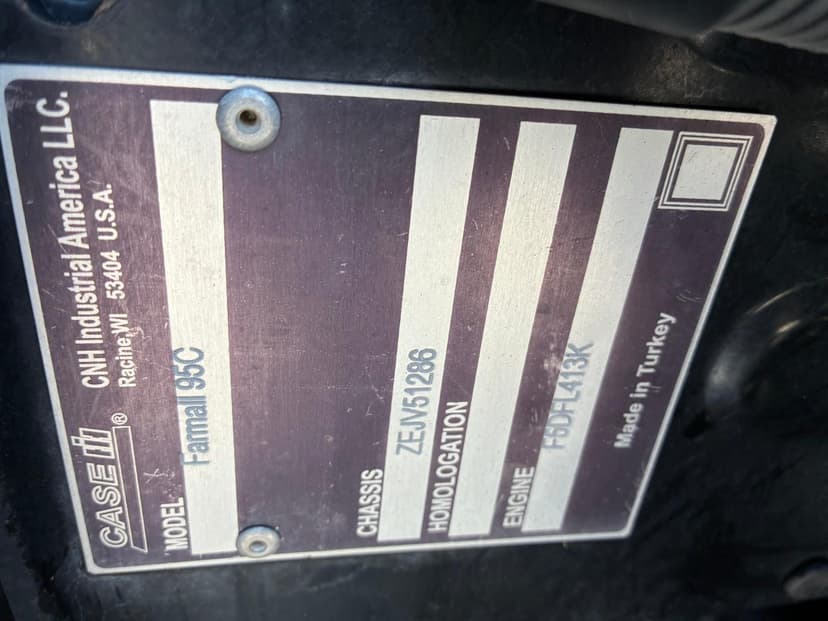 CASE IH ®
CNH Industrial America LLC.
Racine,WI 53404 U.S.A.
MODEL Farmall 95C
CHASSIS ZEJV51286
HOMOLOGATION
ENGINE F5DFL413K
Made in Turkey